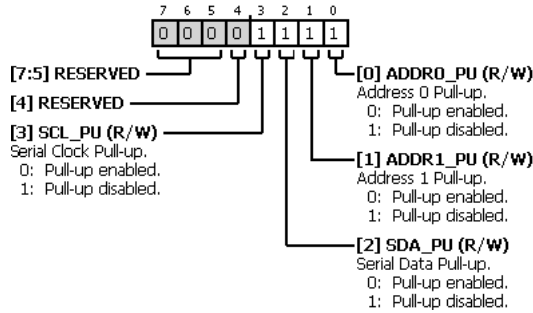 7 6 5 4 3 2 1 0
0 0 0 0 1 1 1 1
[7:5] RESERVED
[4] RESERVED
[3] SCL_PU (R/W)
Serial Clock Pull-up.
0: Pull-up enabled.
1: Pull-up disabled.
[0] ADDR0_PU (R/W)
Address 0 Pull-up.
0: Pull-up enabled.
1: Pull-up disabled.
[1] ADDR1_PU (R/W)
Address 1 Pull-up.
0: Pull-up enabled.
1: Pull-up disabled.
[2] SDA_PU (R/W)
Serial Data Pull-up.
0: Pull-up enabled.
1: Pull-up disabled.